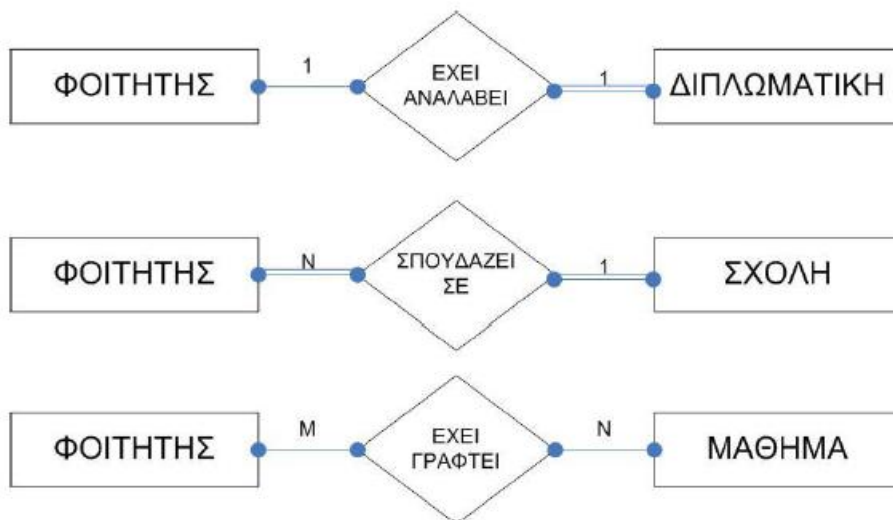 ΦΟΙΤΗΤΗΣ 1 ΕΧΕΙ 1 ΔΙΠΛΩΜΑΤΙΚΗ
ΑΝΑΛΑΒΕΙ
ΦΟΙΤΗΤΗΣ N ΣΠΟΥΔΑΖΕΙ 1 ΣΧΟΛΗ
ΣΕ
ΦΟΙΤΗΤΗΣ M ΕΧΕΙ N ΜΑΘΗΜΑ
ΓΡΑΦΤΕΙ